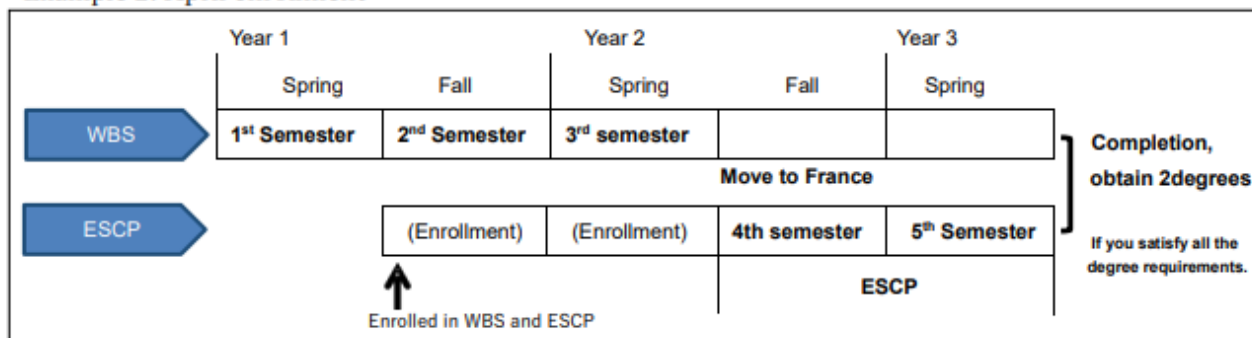 Year 1 Year 2 Year 3
Spring Fall Spring Fall Spring
WBS 1st Semester 2nd Semester 3rd semester
Completion,
obtain 2degrees
Move to France
ESCP (Enrollment) (Enrollment) 4th semester 5th Semester
If you satisfy all the
degree requirements.
ESCP
Enrolled in WBS and ESCP